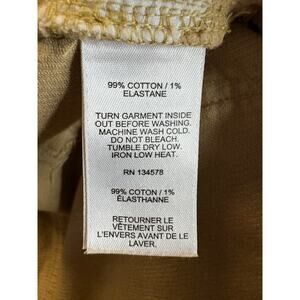 99% COTTON / 1%
ELASTANE
TURN GARMENT INSIDE
OUT BEFORE WASHING.
MACHINE WASH COLD.
DO NOT BLEACH.
TUMBLE DRY LOW.
IRON LOW HEAT.
RN 134578
99% COTON / 1%
ÉLASTHANNE
RETOURNER LE
VÊTEMENT SUR
L'ENVERS AVANT DE LE
LAVER.